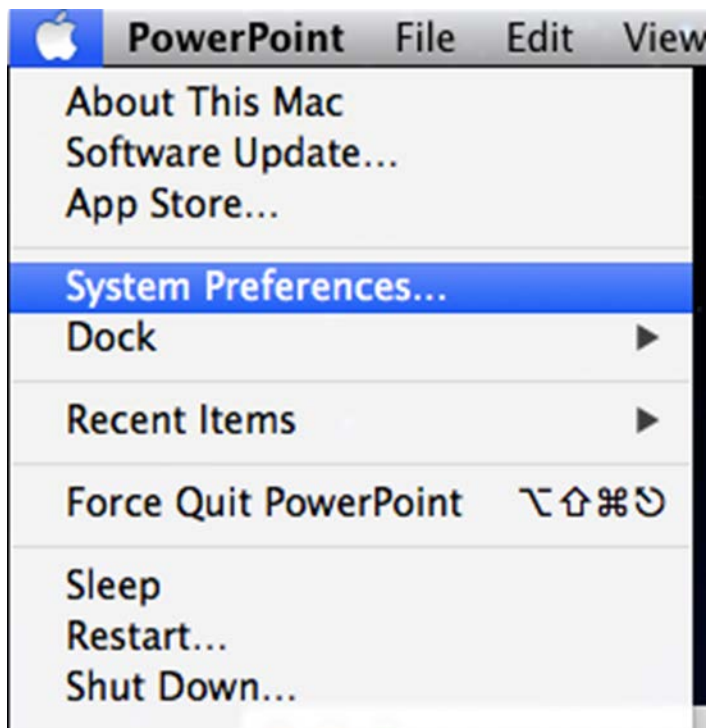 PowerPoint File Edit View
About This Mac
Software Update...
App Store...
System Preferences...
Dock ▶
Recent Items ▶
Force Quit PowerPoint ⌥⇧⌘⎋
Sleep
Restart...
Shut Down...